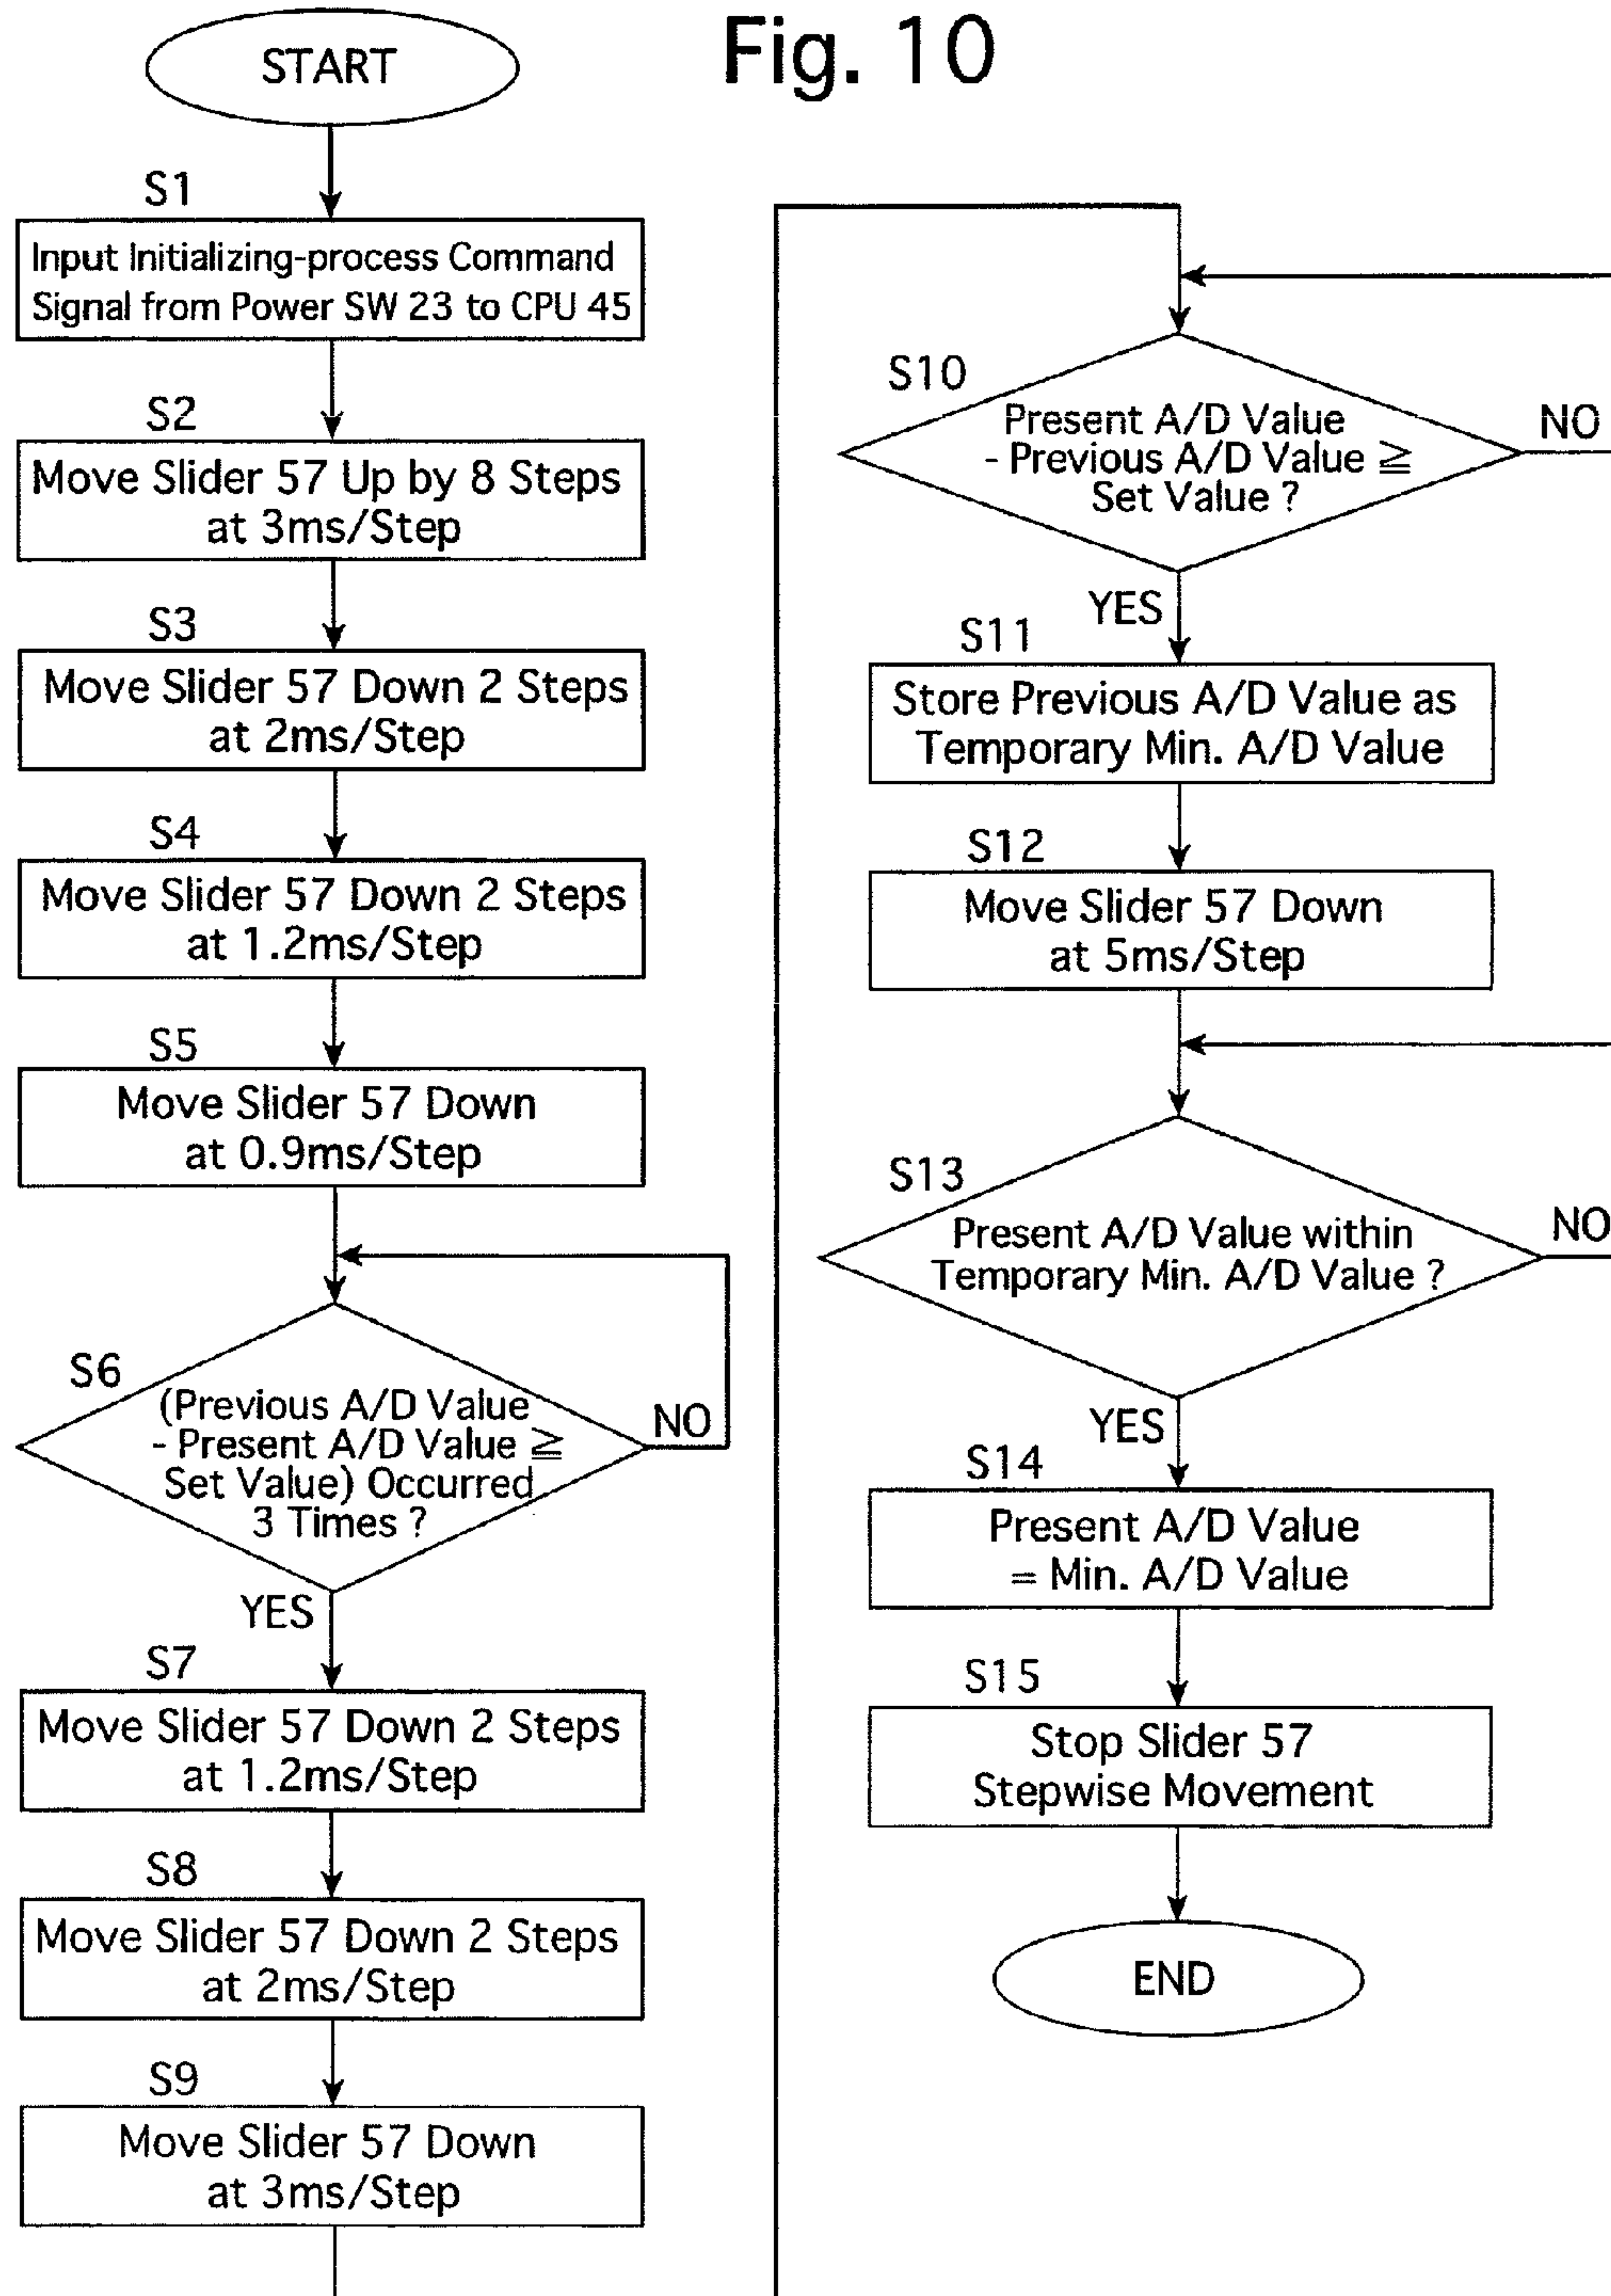 Fig. 10
START
S1
Input Initializing-process Command
Signal from Power SW 23 to CPU 45
S2
Move Slider 57 Up by 8 Steps
at 3ms/Step
S3
Move Slider 57 Down 2 Steps
at 2ms/Step
S4
Move Slider 57 Down 2 Steps
at 1.2ms/Step
S5
Move Slider 57 Down
at 0.9ms/Step
S6
(Previous A/D Value
- Present A/D Value ≧
Set Value) Occurred
3 Times ?
NO
YES
S7
Move Slider 57 Down 2 Steps
at 1.2ms/Step
S8
Move Slider 57 Down 2 Steps
at 2ms/Step
S9
Move Slider 57 Down
at 3ms/Step
S10
Present A/D Value
- Previous A/D Value ≧
Set Value ?
NO
YES
S11
Store Previous A/D Value as
Temporary Min. A/D Value
S12
Move Slider 57 Down
at 5ms/Step
S13
Present A/D Value within
Temporary Min. A/D Value ?
NO
YES
S14
Present A/D Value
= Min. A/D Value
S15
Stop Slider 57
Stepwise Movement
END